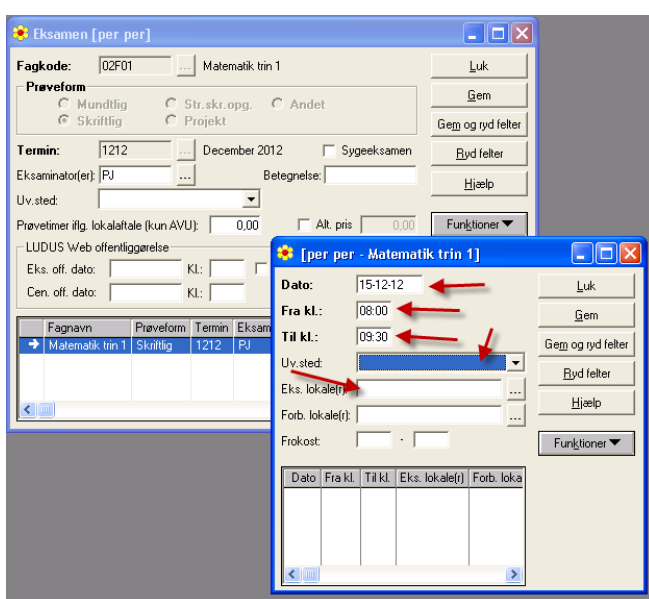 Eksamen [per per]
Fagkode: 02F01 ... Matematik trin 1
Prøveform
Mundtlig Str.skr.opg. Andet
Skriftlig Projekt
Termin: 1212 ... December 2012 Sygeeksamen
Eksaminator(er): PJ ... Betegnelse:
Uv.sted:
Prøvetimer iflg. lokalaftale (kun AVU): 0,00 Alt. pris 0,00
LUDUS Web offentliggørelse
Eks. off. dato: Kl.:
Cen. off. dato: Kl.:
Fagnavn Prøveform Termin Eksam
Matematik trin 1 Skriftlig 1212 PJ
Luk
Gem
Gem og ryd felter
Ryd felter
Hjælp
Funktioner
[per per - Matematik trin 1]
Dato: 15-12-12
Fra kl.: 08:00
Til kl.: 09:30
Uv.sted:
Eks. lokale(r): ...
Forb. lokale(r): ...
Frokost: -
Dato Fra kl. Til kl. Eks. lokale(r) Forb. loka
Luk
Gem
Gem og ryd felter
Ryd felter
Hjælp
Funktioner